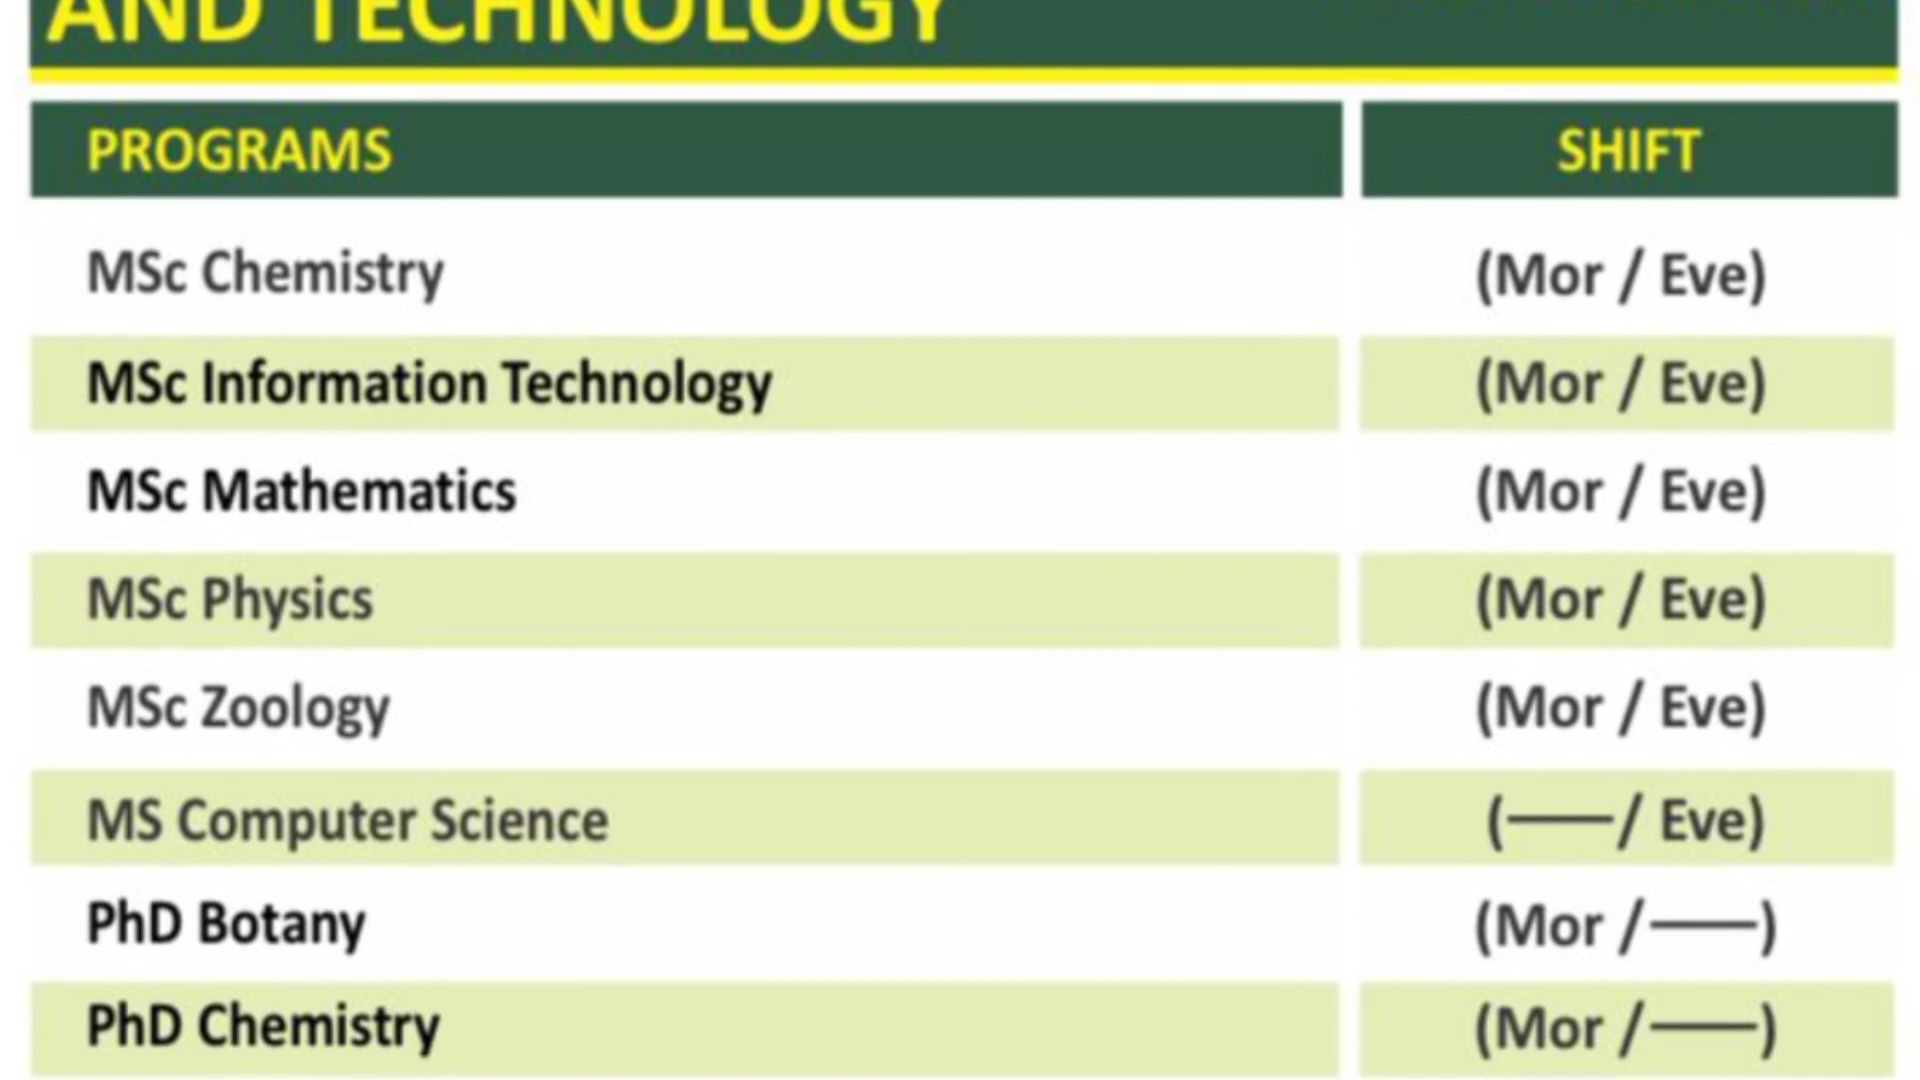 AND TECHNOLOGY
PROGRAMS SHIFT
MSc Chemistry (Mor / Eve)
MSc Information Technology (Mor / Eve)
MSc Mathematics (Mor / Eve)
MSc Physics (Mor / Eve)
MSc Zoology (Mor / Eve)
MS Computer Science (——/ Eve)
PhD Botany (Mor /——)
PhD Chemistry (Mor /——)